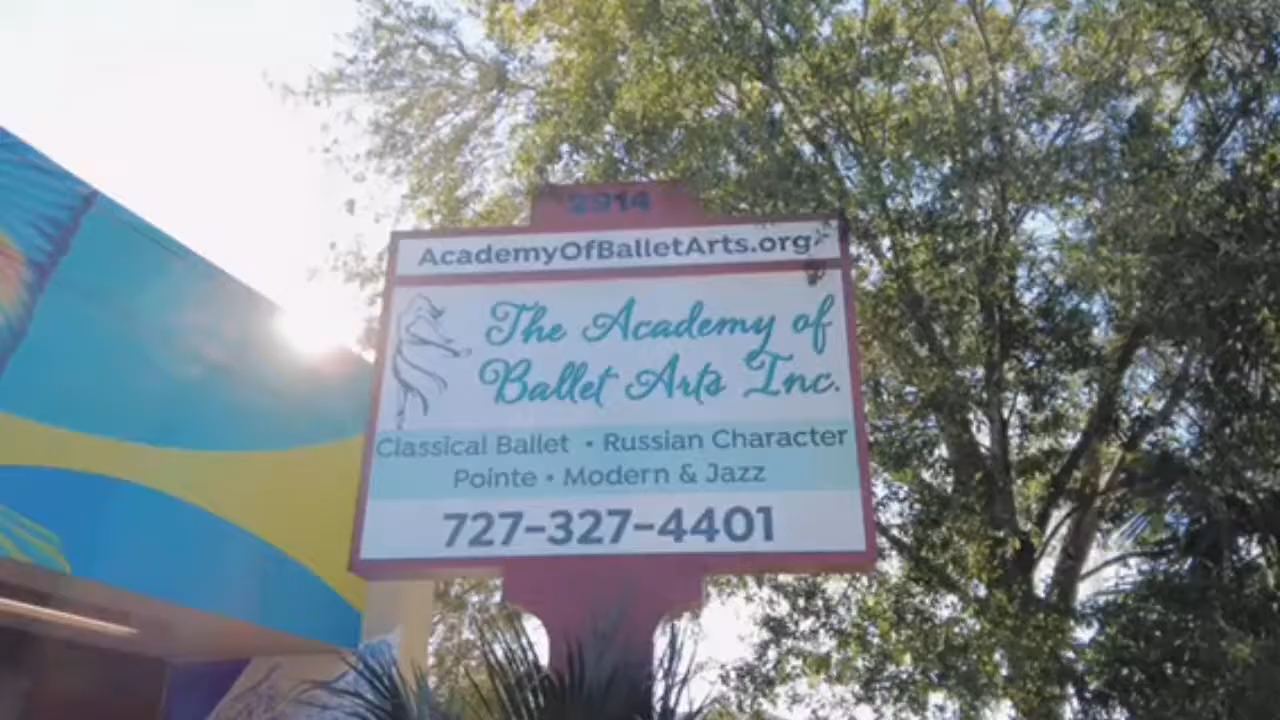 2914
AcademyOfBalletArts.org
The Academy of
Ballet Arts Inc.
Classical Ballet • Russian Character
Pointe • Modern & Jazz
727-327-4401